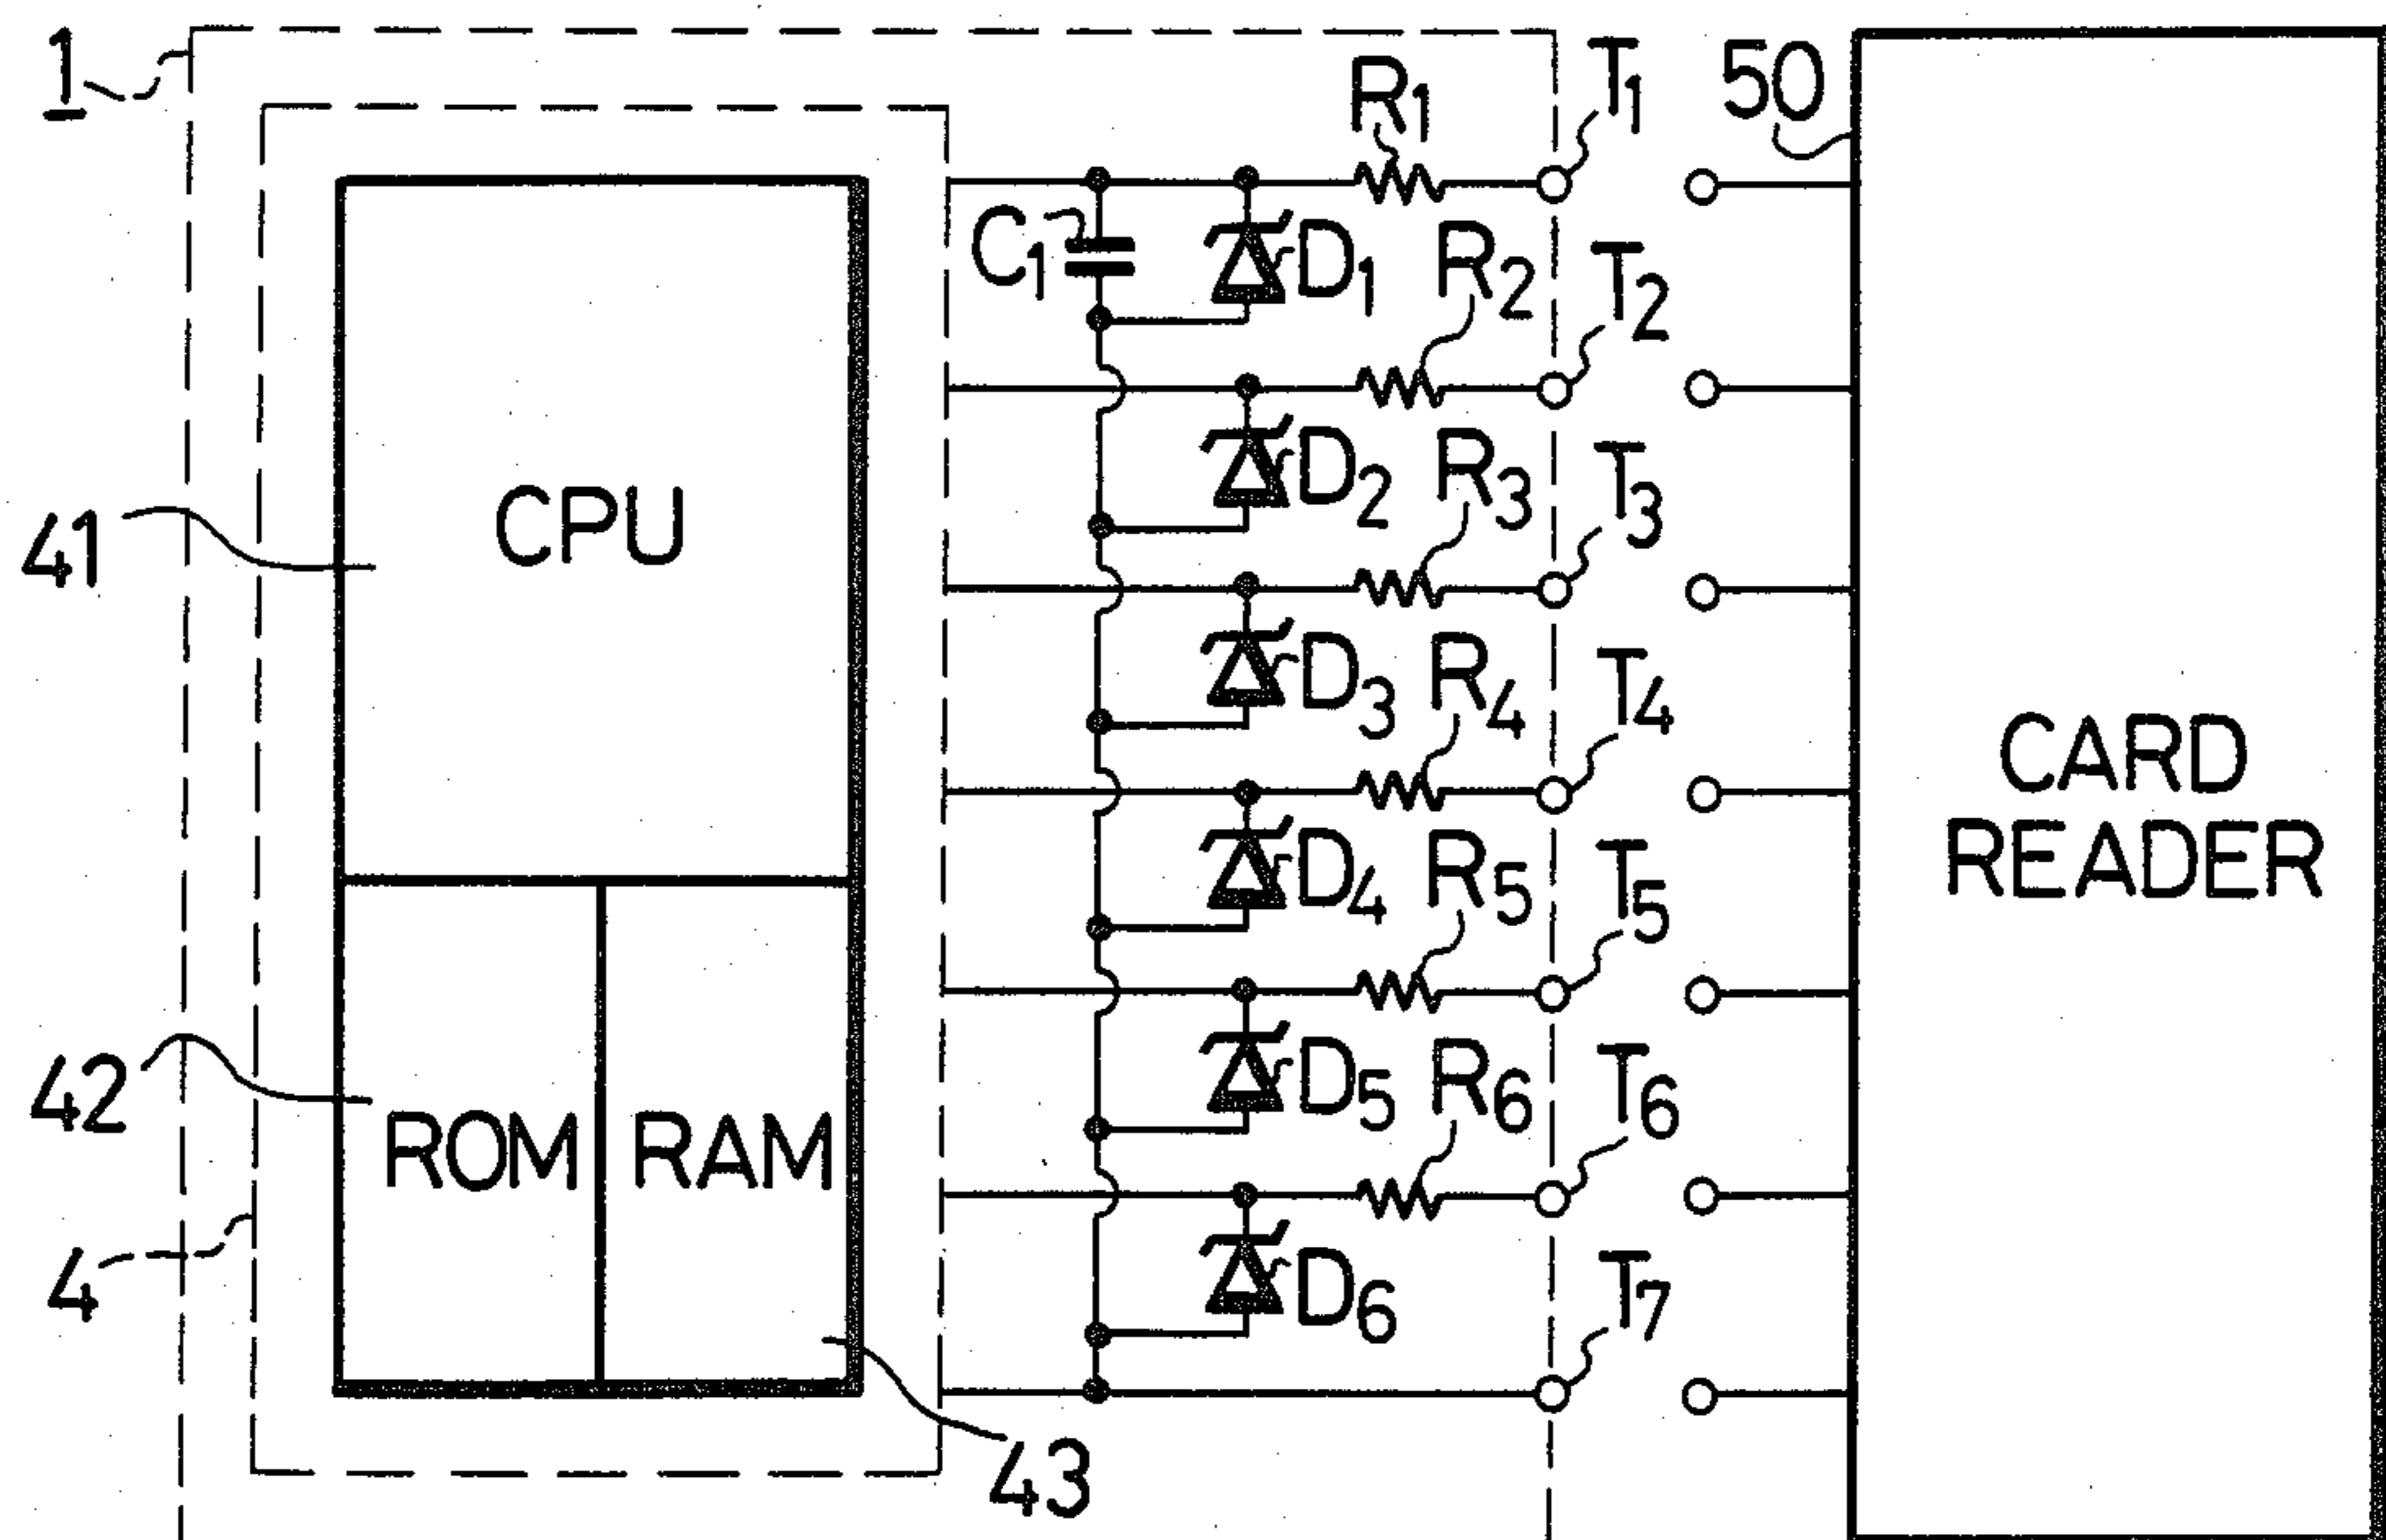 1
R1
T1
50
C1
D1
R2
T2
41
CPU
D2
R3
T3
D3
R4
T4
CARD
READER
D4
R5
T5
42
ROM
RAM
D5
R6
T6
4
D6
T7
43